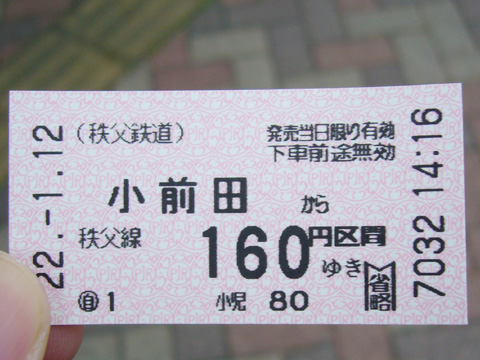 22.-1.12
(秩父鉄道)
発売当日限り有効
下車前途無効
小前田 から
秩父線 160円区間ゆき
自1 小児 80
省略
7032 14:16